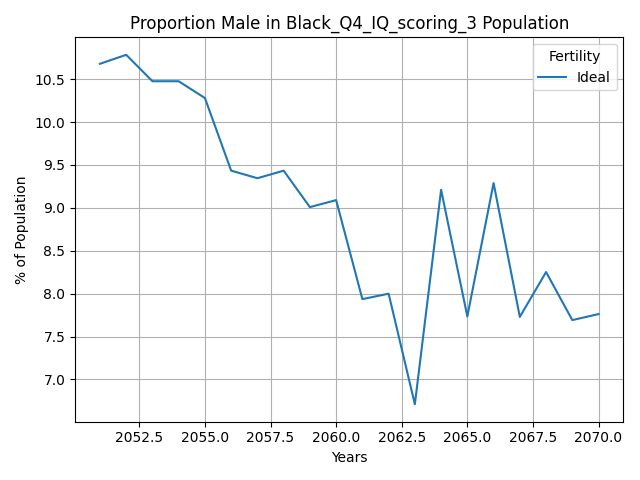 Proportion Male in Black_Q4_IQ_scoring_3 Population
Fertility
Ideal
% of Population
10.5
10.0
9.5
9.0
8.5
8.0
7.5
7.0
2052.5 2055.0 2057.5 2060.0 2062.5 2065.0 2067.5 2070.0
Years